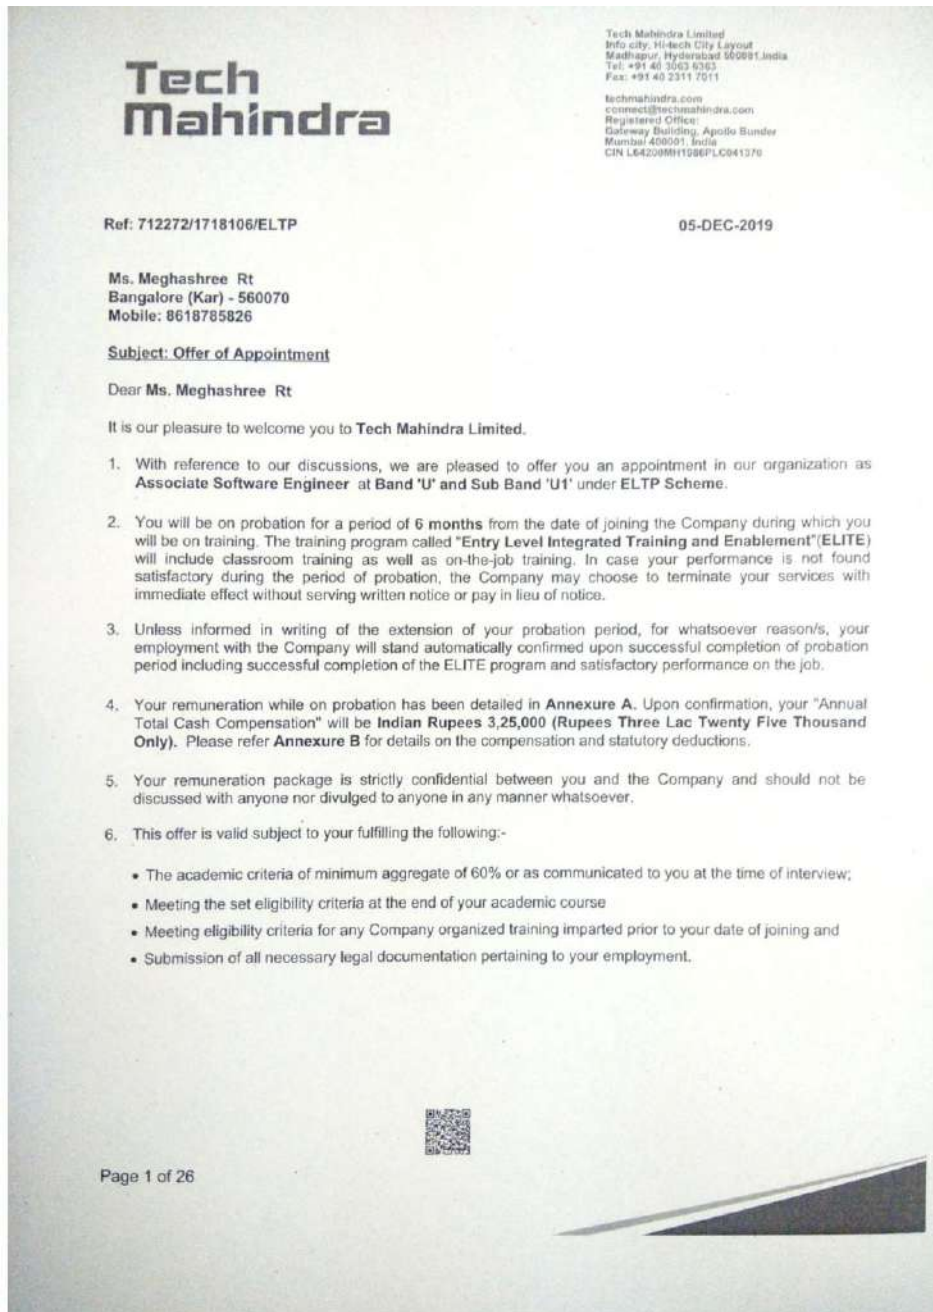 Tech
Mahindra
Tech Mahindra Limited
Info city, Hi-tech City Layout
Madhapur, Hyderabad 500081.India
Tel: +91 40 3063 6363
Fax: +91 40 2311 7011
techmahindra.com
connect@techmahindra.com
Registered Office:
Gateway Building, Apollo Bunder
Mumbai 400001, India
CIN L64200MH1986PLC041370
Ref: 712272/1718106/ELTP
05-DEC-2019
Ms. Meghashree Rt
Bangalore (Kar) - 560070
Mobile: 8618785826
Subject: Offer of Appointment
Dear Ms. Meghashree Rt
It is our pleasure to welcome you to Tech Mahindra Limited.
1. With reference to our discussions, we are pleased to offer you an appointment in our organization as
Associate Software Engineer at Band 'U' and Sub Band 'U1' under ELTP Scheme.
2. You will be on probation for a period of 6 months from the date of joining the Company during which you
will be on training. The training program called "Entry Level Integrated Training and Enablement"(ELITE)
will include classroom training as well as on-the-job training. In case your performance is not found
satisfactory during the period of probation, the Company may choose to terminate your services with
immediate effect without serving written notice or pay in lieu of notice.
3. Unless informed in writing of the extension of your probation period, for whatsoever reason/s, your
employment with the Company will stand automatically confirmed upon successful completion of probation
period including successful completion of the ELITE program and satisfactory performance on the job.
4. Your remuneration while on probation has been detailed in Annexure A. Upon confirmation, your "Annual
Total Cash Compensation" will be Indian Rupees 3,25,000 (Rupees Three Lac Twenty Five Thousand
Only). Please refer Annexure B for details on the compensation and statutory deductions.
5. Your remuneration package is strictly confidential between you and the Company and should not be
discussed with anyone nor divulged to anyone in any manner whatsoever.
6. This offer is valid subject to your fulfilling the following:-
• The academic criteria of minimum aggregate of 60% or as communicated to you at the time of interview;
• Meeting the set eligibility criteria at the end of your academic course
• Meeting eligibility criteria for any Company organized training imparted prior to your date of joining and
• Submission of all necessary legal documentation pertaining to your employment.
Page 1 of 26